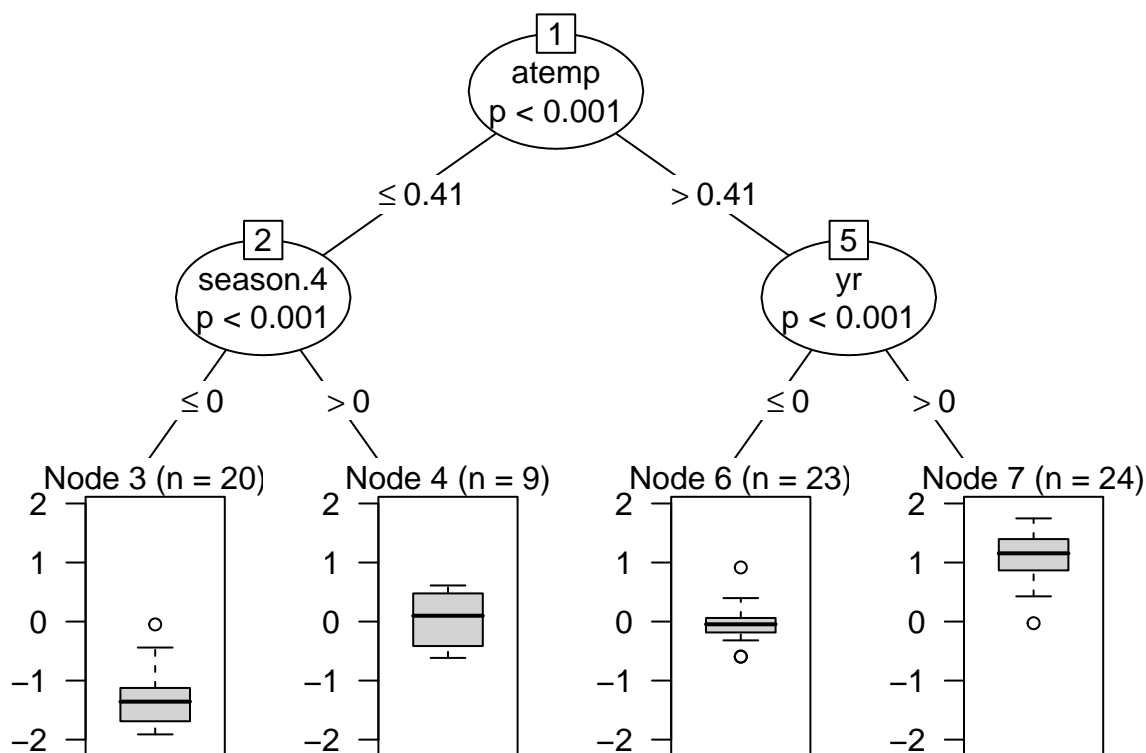 1
atemp
p < 0.001
≤ 0.41
> 0.41
2
season.4
p < 0.001
5
yr
p < 0.001
≤ 0
> 0
≤ 0
> 0
Node 3 (n = 20)
2
1
0
−1
−2
Node 4 (n = 9)
2
1
0
−1
−2
Node 6 (n = 23)
2
1
0
−1
−2
Node 7 (n = 24)
2
1
0
−1
−2